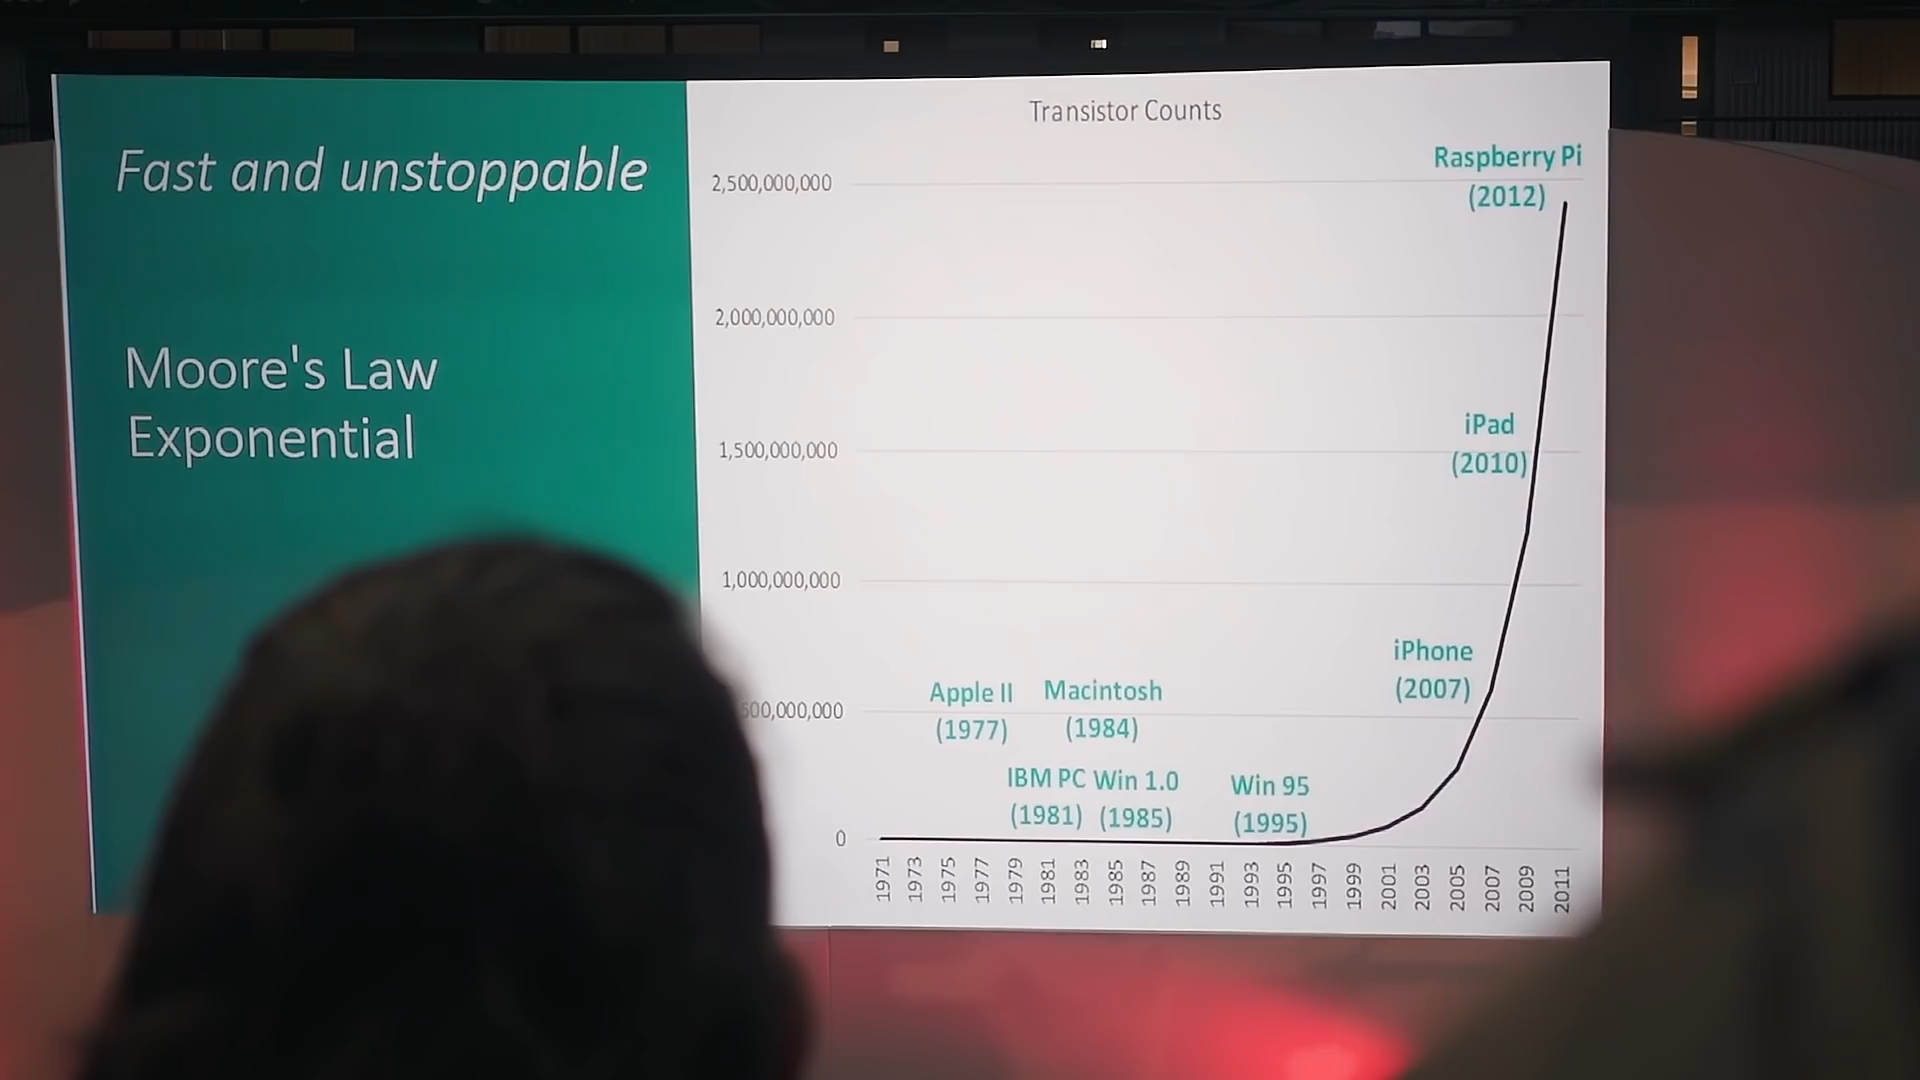 Fast and unstoppable
Moore's Law
Exponential
Transistor Counts
2,500,000,000
2,000,000,000
1,500,000,000
1,000,000,000
500,000,000
0
Raspberry Pi
(2012)
iPad
(2010)
iPhone
(2007)
Apple II
(1977)
Macintosh
(1984)
IBM PC
(1981)
Win 1.0
(1985)
Win 95
(1995)
1971
1973
1975
1977
1979
1981
1983
1985
1987
1989
1991
1993
1995
1997
1999
2001
2003
2005
2007
2009
2011